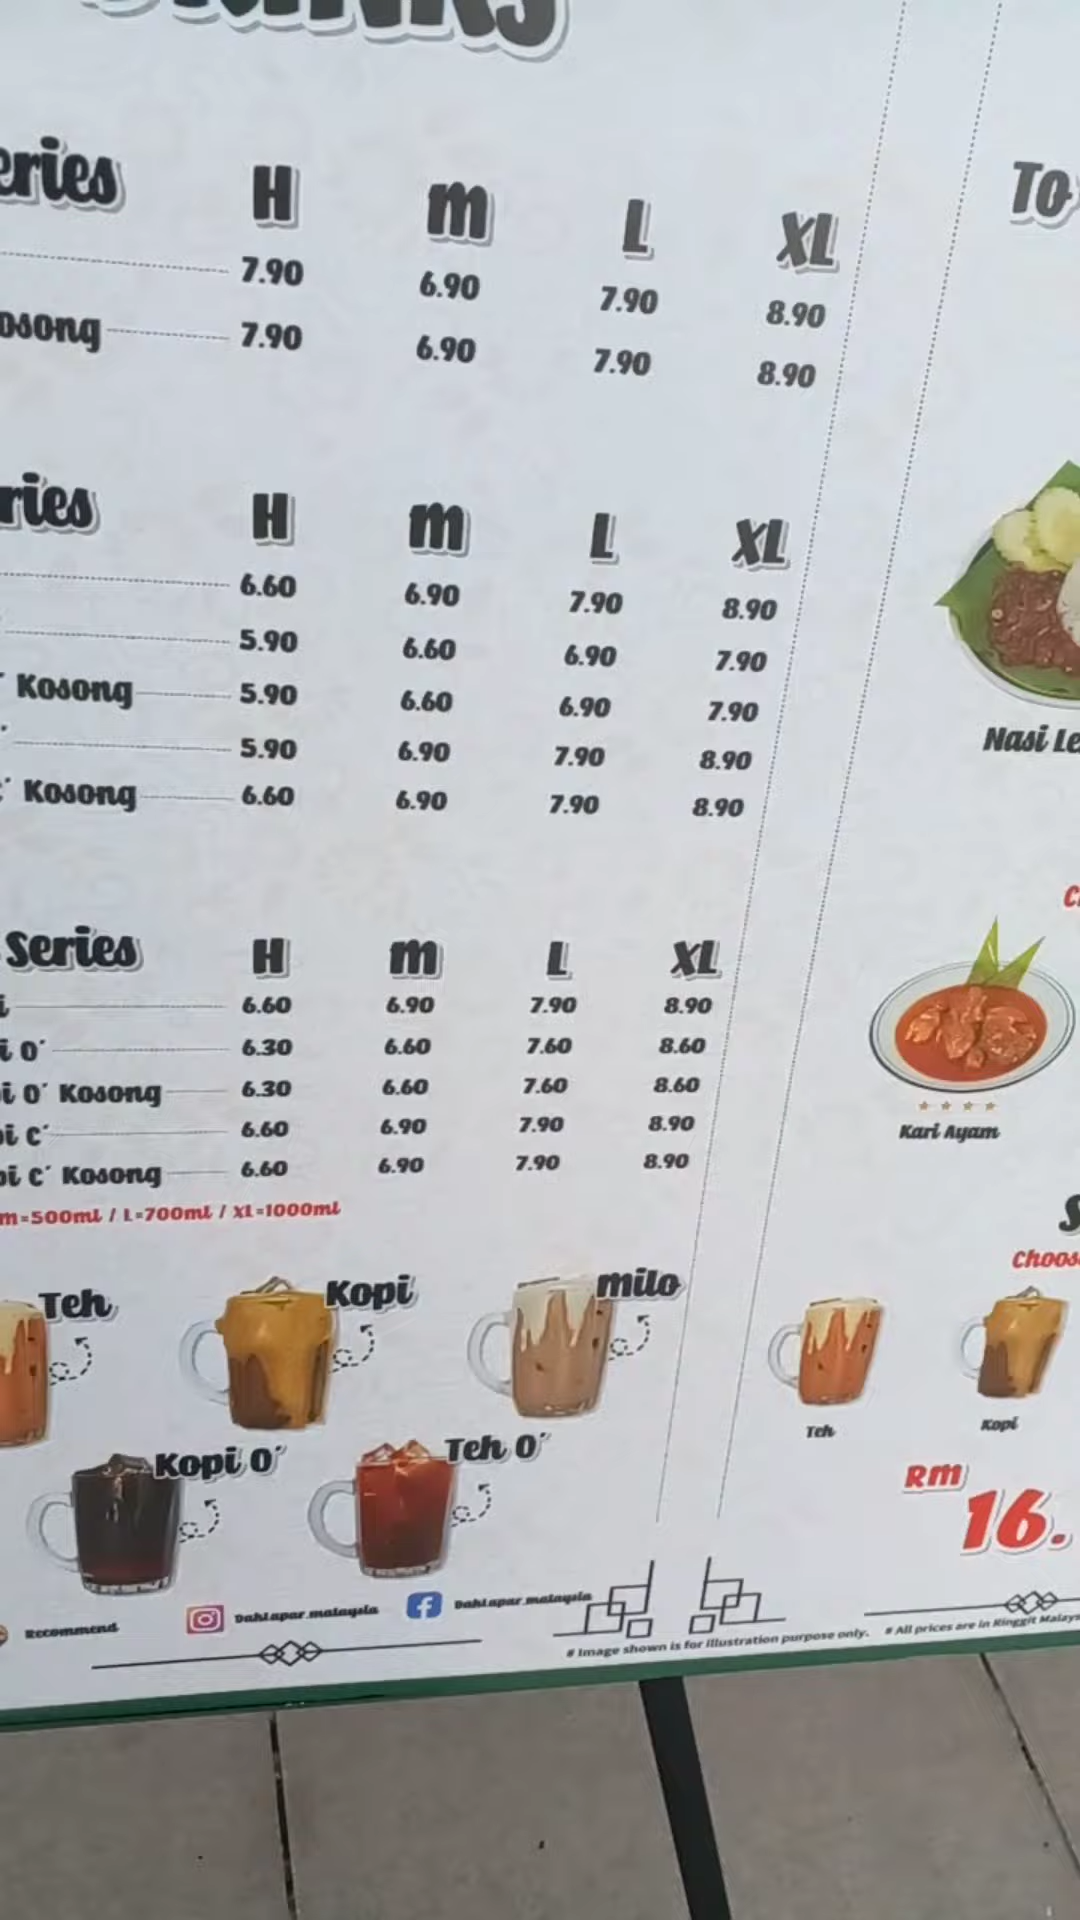 H m L XL
7.90 6.90 7.90 8.90
7.90 6.90 7.90 8.90
H m L XL
6.60 6.90 7.90 8.90
5.90 6.60 6.90 7.90
Kosong 5.90 6.60 6.90 7.90
5.90 6.90 7.90 8.90
Kosong 6.60 6.90 7.90 8.90
Series H m L XL
6.60 6.90 7.90 8.90
O' 6.30 6.60 7.60 8.60
O' Kosong 6.30 6.60 7.60 8.60
C' 6.60 6.90 7.90 8.90
C' Kosong 6.60 6.90 7.90 8.90
m=500ml / L=700ml / XL=1000ml
Teh
Kopi
milo
Kopi O'
Teh O'
Recommend
DahLapar.malaysia
DahLapar.malaysia
# Image shown is for illustration purpose only.
To
Nasi
Kari Ayam
Teh
Kopi
RM
16.
# All prices are in Ringgit